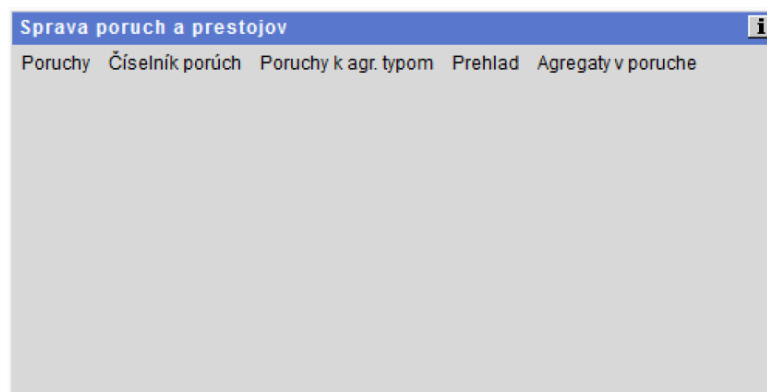 Sprava poruch a prestojov i
Poruchy Číselník porúch Poruchy k agr. typom Prehlad Agregaty v poruche